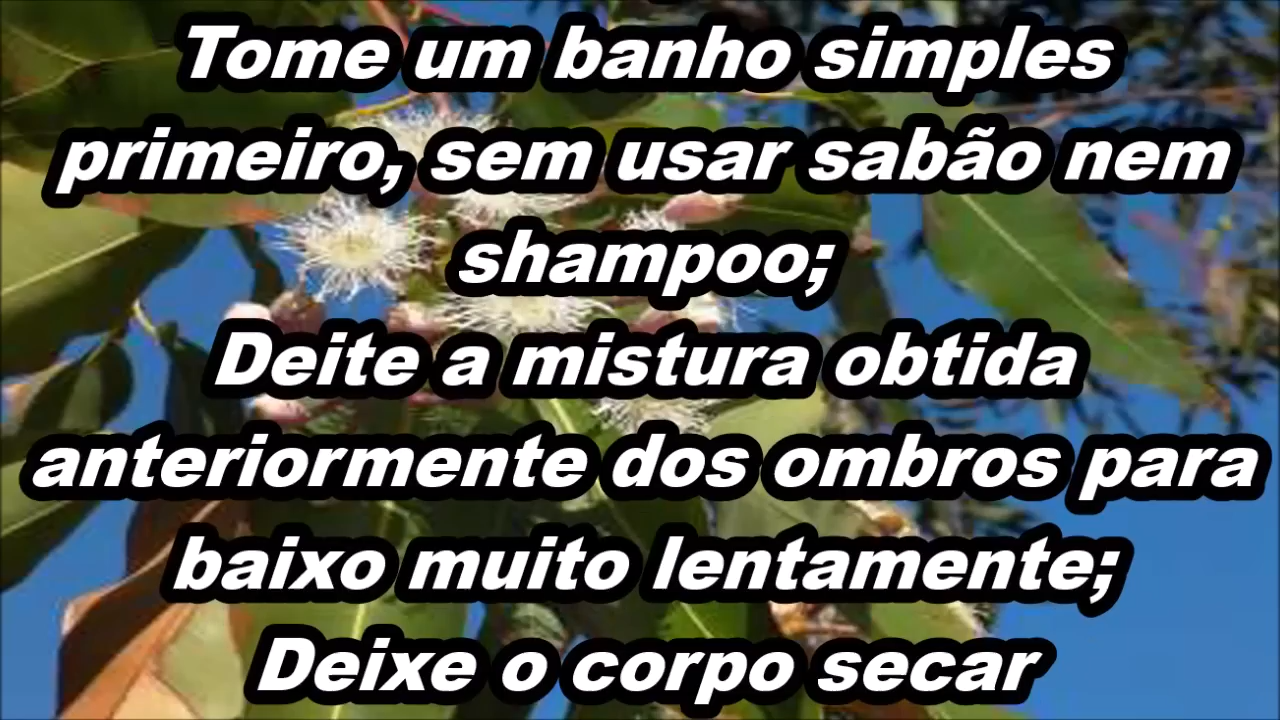 Tome um banho simples
primeiro, sem usar sabão nem
shampoo;
Deite a mistura obtida
anteriormente dos ombros para
baixo muito lentamente;
Deixe o corpo secar